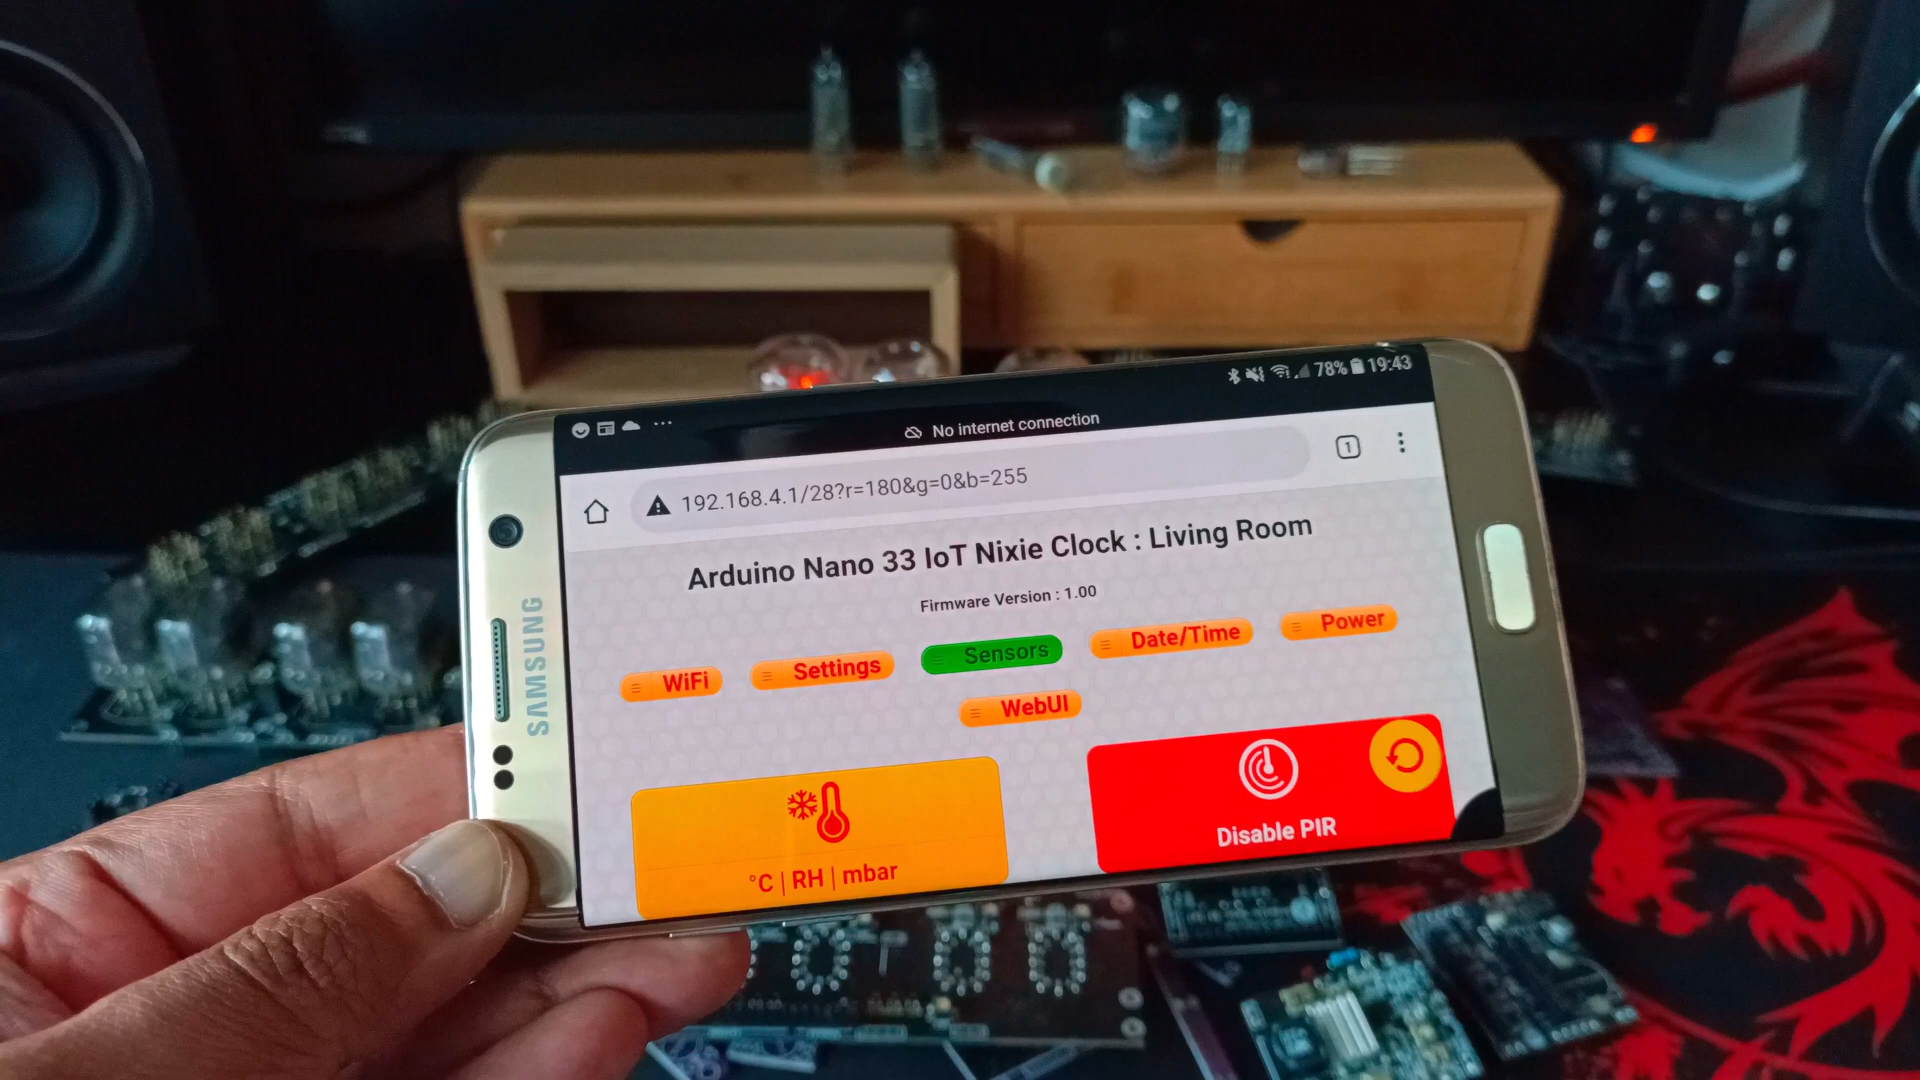 78% 19:43
No internet connection
1
192.168.4.1/28?r=180&g=0&b=255
Arduino Nano 33 IoT Nixie Clock : Living Room
Firmware Version : 1.00
WiFi Settings Sensors Date/Time Power
WebUI
°C | RH | mbar
Disable PIR
SAMSUNG